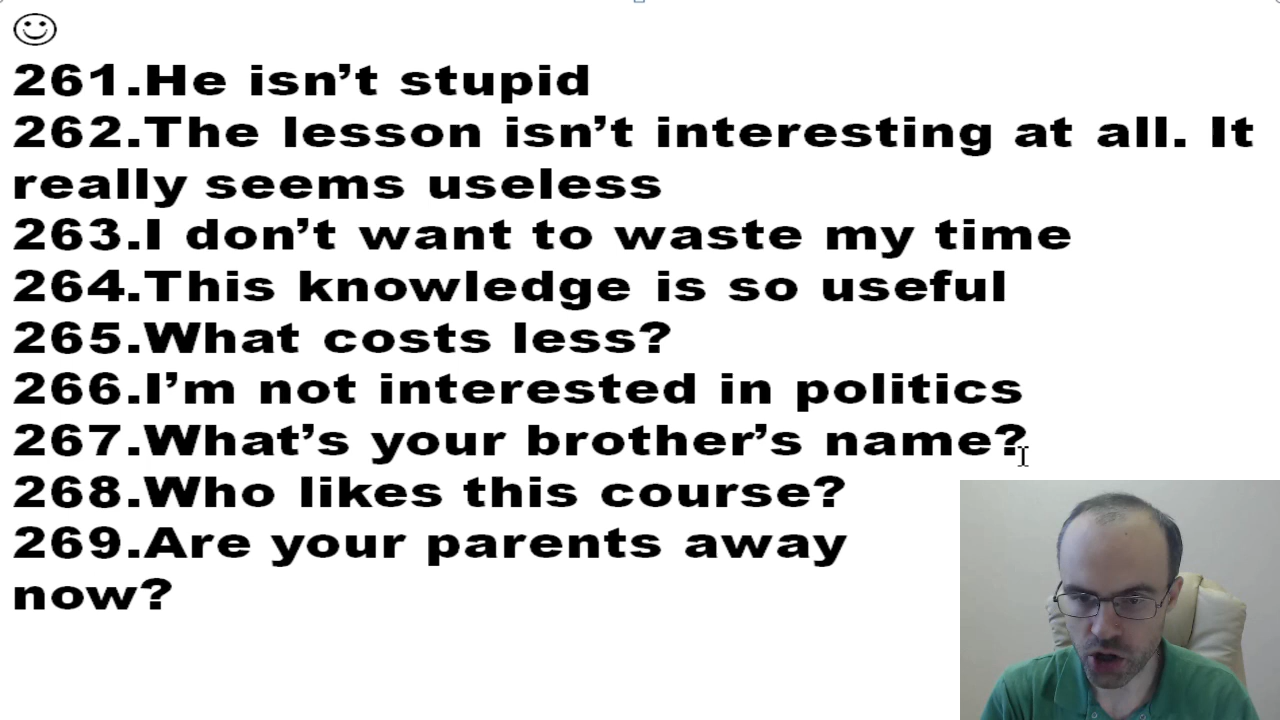 261.He isn’t stupid
262.The lesson isn’t interesting at all. It
really seems useless
263.I don’t want to waste my time
264.This knowledge is so useful
265.What costs less?
266.I’m not interested in politics
267.What’s your brother’s name?
268.Who likes this course?
269.Are your parents away
now?